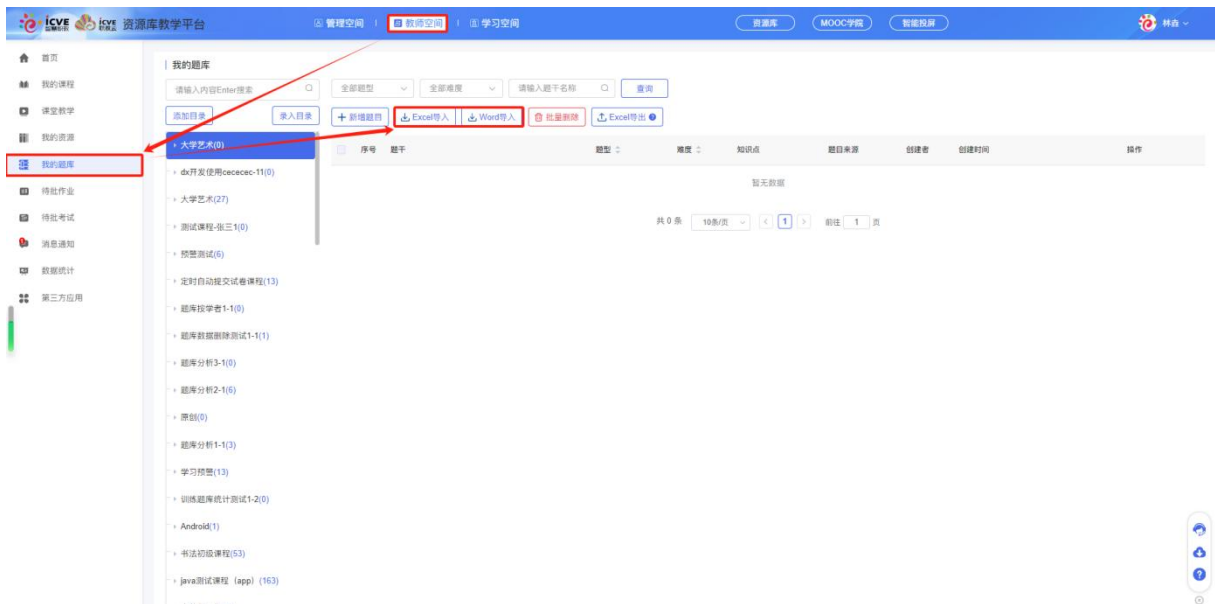 icve 智慧职教 icve 新教直 资源库教学平台 管理空间 教师空间 学习空间 资源库 MOOC学院 智能投屏 林垚
首页
我的课程
课堂教学
我的资源
我的题库
待批作业
待批考试
消息通知
数据统计
第三方应用
我的题库
请输入内容Enter搜索 全部题型 全部难度 请输入题干名称 查询
添加目录 录入目录 新增题目 Excel导入 Word导入 批量删除 Excel导出
序号 题干 题型 难度 知识点 题目来源 创建者 创建时间 操作
暂无数据
共 0 条 10条/页 1 前往 1 页
大学艺术(0)
dx开发使用cececec-11(0)
大学艺术(27)
测试课程-张三1(0)
预警测试(6)
定时自动提交试卷课程(13)
题库按学者1-1(0)
题库数据删除测试1-1(1)
题库分析3-1(0)
题库分析2-1(6)
原创(0)
题库分析1-1(3)
学习预警(13)
训练题库统计测试1-2(0)
Android(1)
书法初级课程(53)
java测试课程（app）(163)